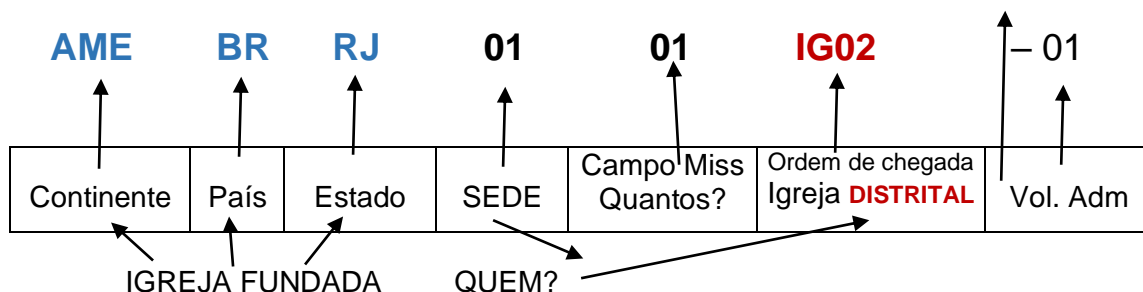 AME BR RJ 01 01 IG02 – 01
Continente País Estado SEDE Campo Miss Quantos? Ordem de chegada Igreja DISTRITAL Vol. Adm
IGREJA FUNDADA QUEM?